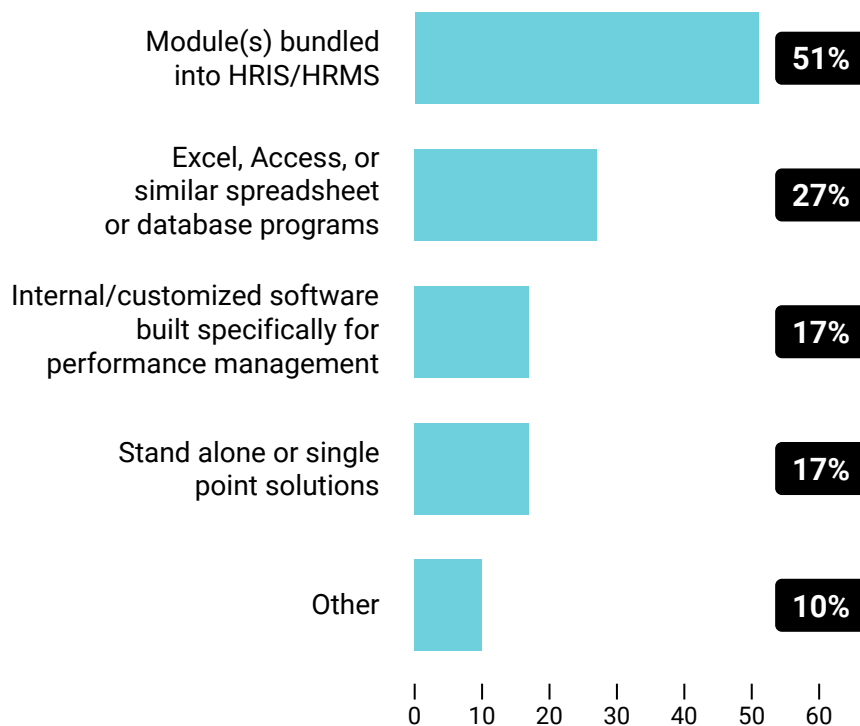 Module(s) bundled
into HRIS/HRMS
51%
Excel, Access, or
similar spreadsheet
or database programs
27%
Internal/customized software
built specifically for
performance management
17%
Stand alone or single
point solutions
17%
Other
10%
0 10 20 30 40 50 60